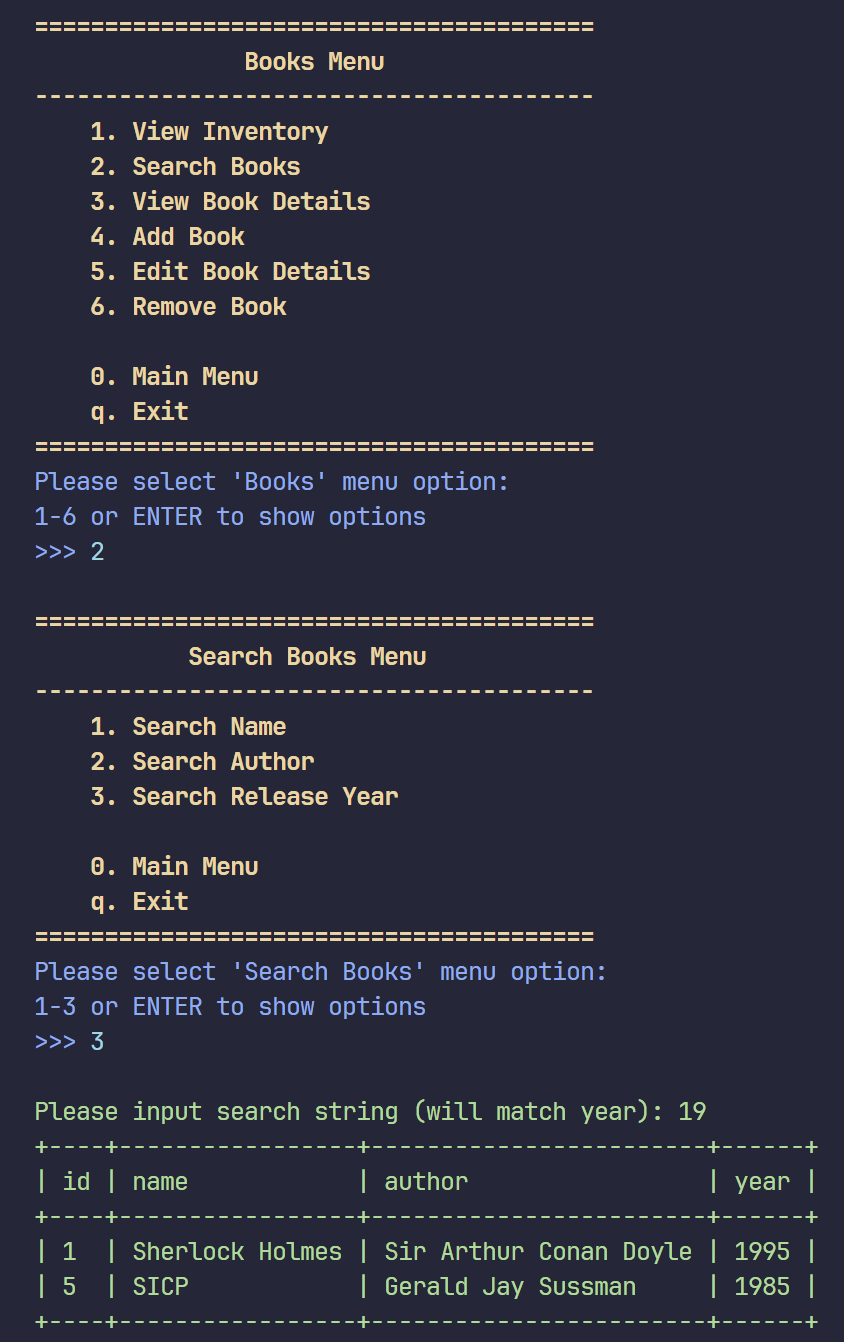 ========================================
               Books Menu
----------------------------------------
    1. View Inventory
    2. Search Books
    3. View Book Details
    4. Add Book
    5. Edit Book Details
    6. Remove Book

    0. Main Menu
    q. Exit
========================================
Please select 'Books' menu option:
1-6 or ENTER to show options
>>> 2

========================================
           Search Books Menu
----------------------------------------
    1. Search Name
    2. Search Author
    3. Search Release Year

    0. Main Menu
    q. Exit
========================================
Please select 'Search Books' menu option:
1-3 or ENTER to show options
>>> 3

Please input search string (will match year): 19
+----+-----------------+------------------------+------+
| id | name            | author                 | year |
+----+-----------------+------------------------+------+
| 1  | Sherlock Holmes | Sir Arthur Conan Doyle | 1995 |
| 5  | SICP            | Gerald Jay Sussman     | 1985 |
+----+-----------------+------------------------+------+